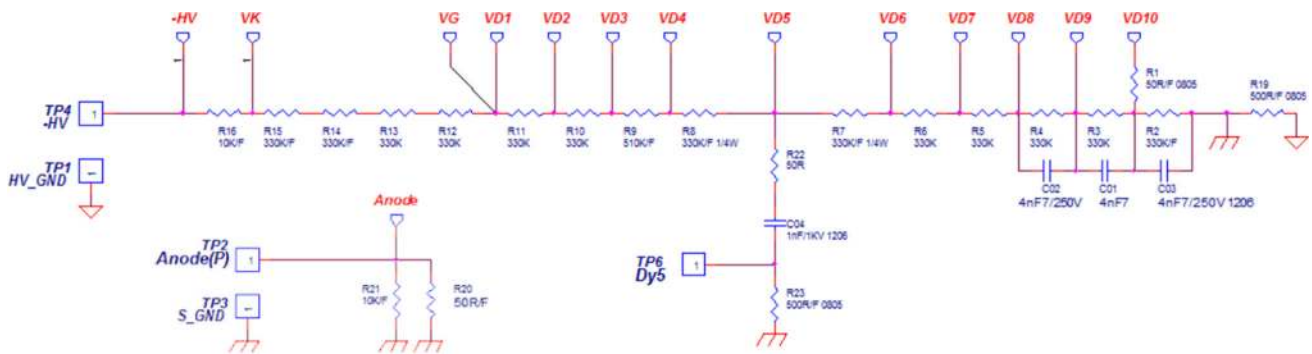 -HV VK VG VD1 VD2 VD3 VD4 VD5 VD6 VD7 VD8 VD9 VD10
1 1
R1
50R/F 0805
R19
500R/F 0805
TP4
-HV
1
R16
10K/F
R15
330K/F
R14
330K/F
R13
330K
R12
330K
R11
330K
R10
330K
R9
510K/F
R8
330K/F 1/4W
R7
330K/F 1/4W
R6
330K
R5
330K
R4
330K
R3
330K
R2
330K/F
TP1
HV_GND
1
R22
50R
C02
4nF7/250V
C01
4nF7
C03
4nF7/250V 1206
Anode
C04
1nF/1KV 1206
TP2
Anode(P)
1
TP6
Dy5
1
R21
10K/F
R20
50R/F
R23
500R/F 0805
TP3
S_GND
1